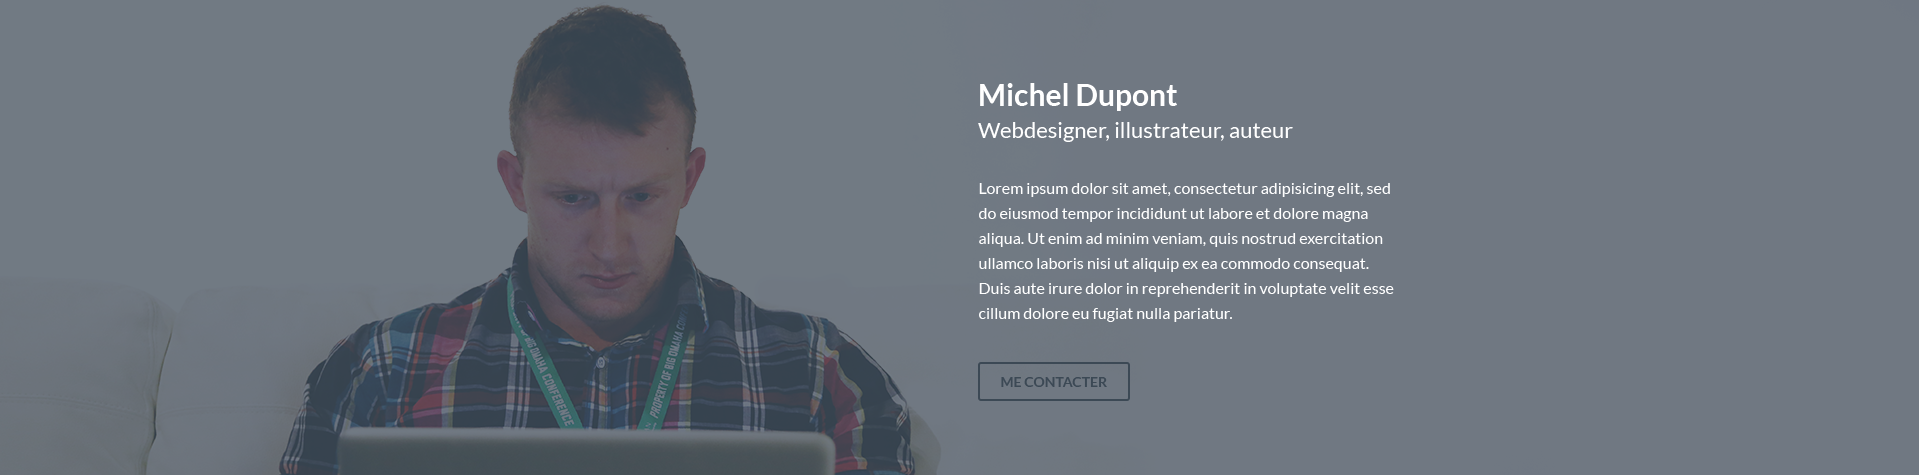 Michel Dupont
Webdesigner, illustrateur, auteur
Lorem ipsum dolor sit amet, consectetur adipisicing elit, sed
do eiusmod tempor incididunt ut labore et dolore magna
aliqua. Ut enim ad minim veniam, quis nostrud exercitation
ullamco laboris nisi ut aliquip ex ea commodo consequat.
Duis aute irure dolor in reprehenderit in voluptate velit esse
cillum dolore eu fugiat nulla pariatur.
ME CONTACTER
BIG OMAHA CONFERENCE
PROPERTY OF BIG OMAHA